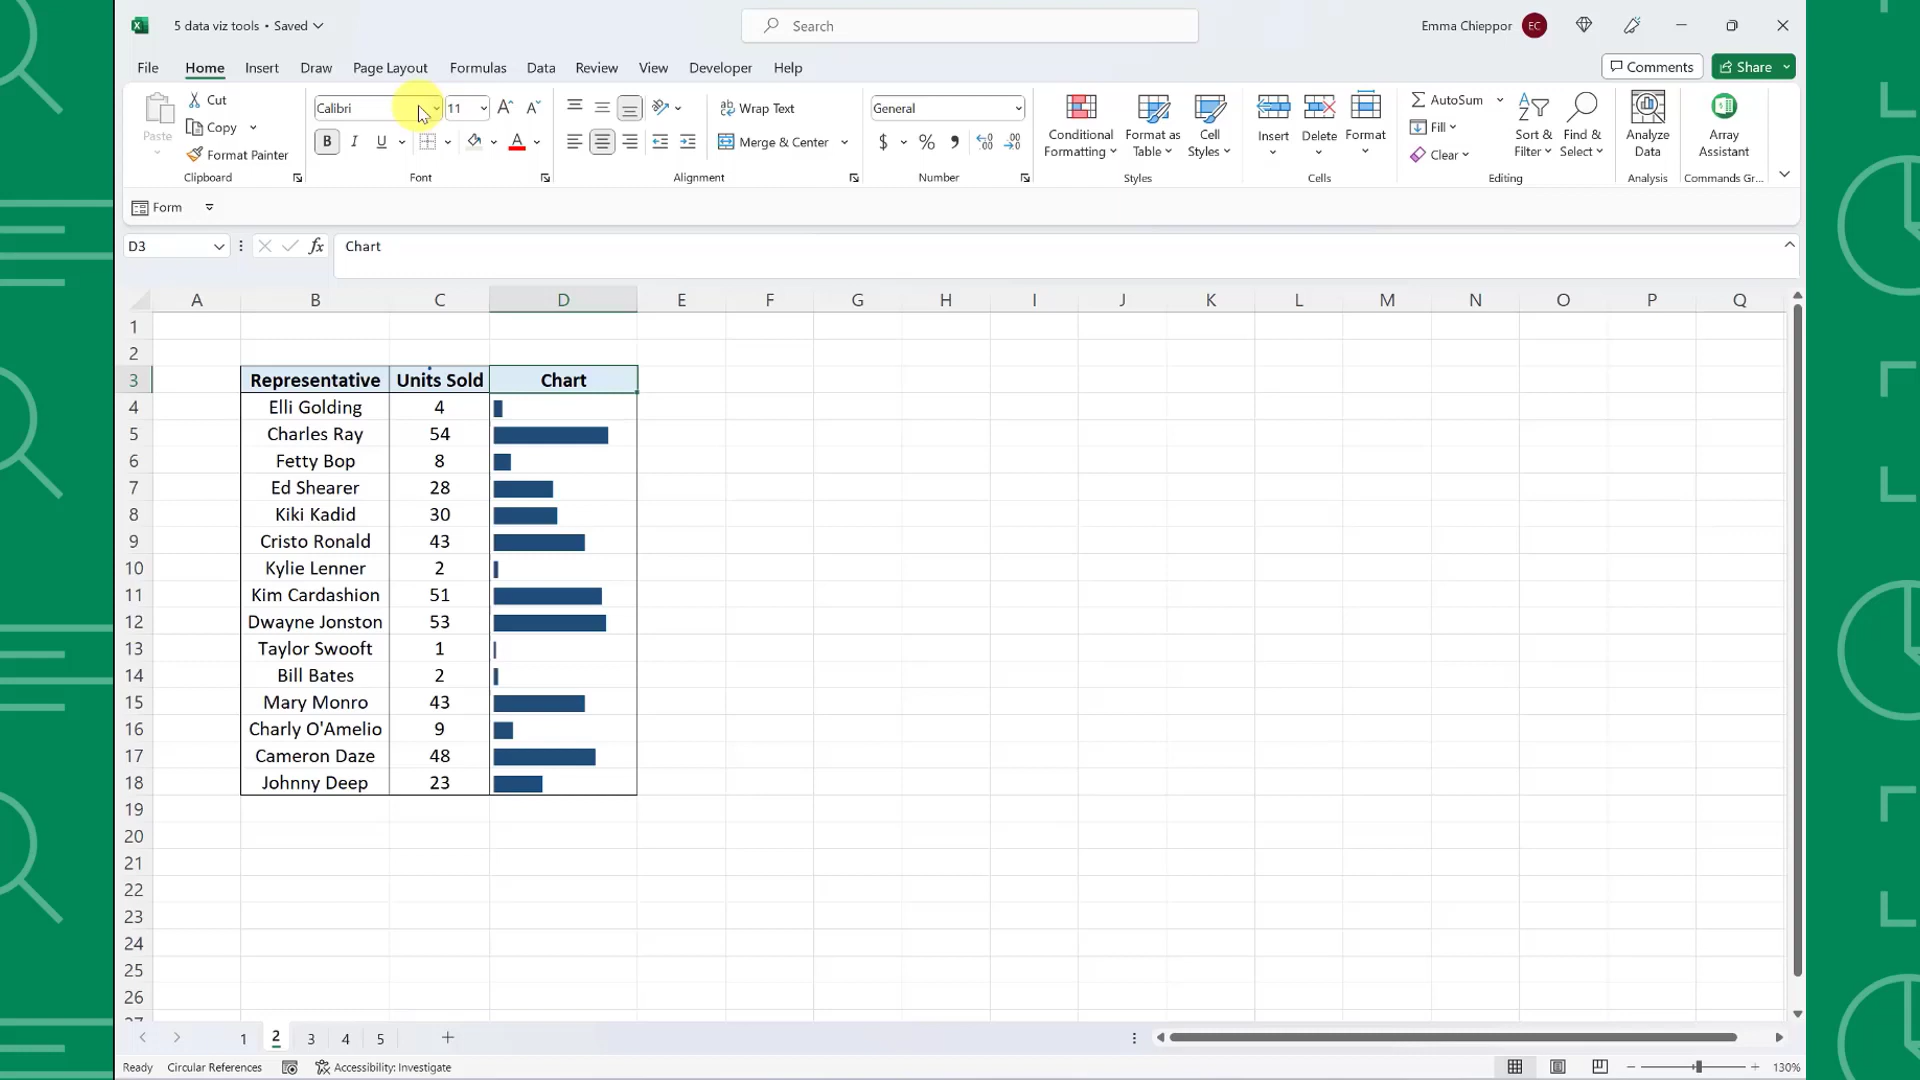 5 data viz tools • Saved
Search
Emma Chieppor EC
File Home Insert Draw Page Layout Formulas Data Review View Developer Help
Comments Share
Paste
Cut
Copy
Format Painter
Clipboard
Calibri 11
B I U
Font
Wrap Text
Merge & Center
Alignment
General
$ % 9
Number
Conditional Formatting
Format as Table
Cell Styles
Styles
Insert Delete Format
Cells
AutoSum
Fill
Clear
Sort & Filter
Find & Select
Editing
Analyze Data
Analysis
Array Assistant
Commands Gr...
Form
D3 fx Chart
A B C D E F G H I J K L M N O P Q
1
2
3 Representative Units Sold Chart
4 Elli Golding 4
5 Charles Ray 54
6 Fetty Bop 8
7 Ed Shearer 28
8 Kiki Kadid 30
9 Cristo Ronald 43
10 Kylie Lenner 2
11 Kim Cardashion 51
12 Dwayne Jonston 53
13 Taylor Swooft 1
14 Bill Bates 2
15 Mary Monro 43
16 Charly O'Amelio 9
17 Cameron Daze 48
18 Johnny Deep 23
19
20
21
22
23
24
25
26
1 2 3 4 5
Ready Circular References Accessibility: Investigate 130%